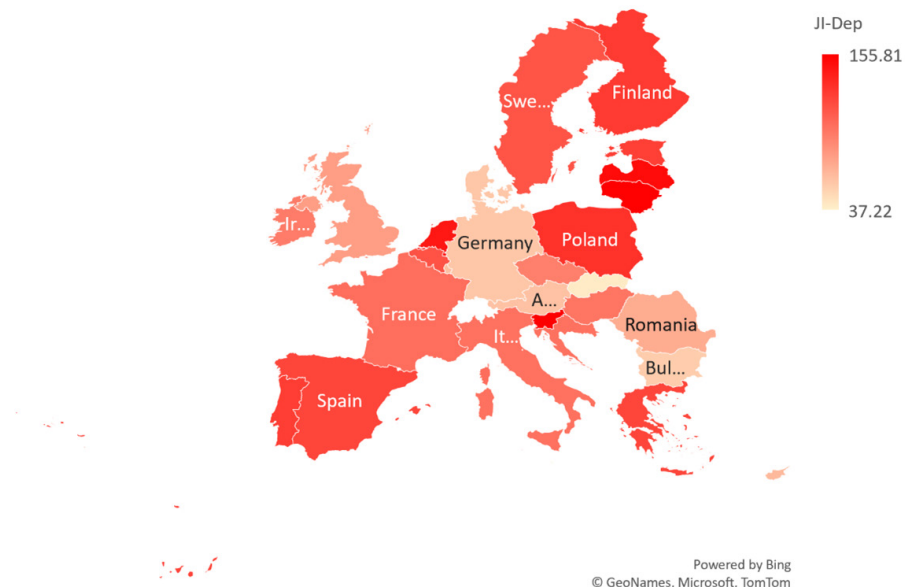 JI-Dep
155.81
37.22
Swe...
Finland
Ir...
Germany
Poland
A...
France
It...
Romania
Bul...
Spain
Powered by Bing
© GeoNames, Microsoft, TomTom